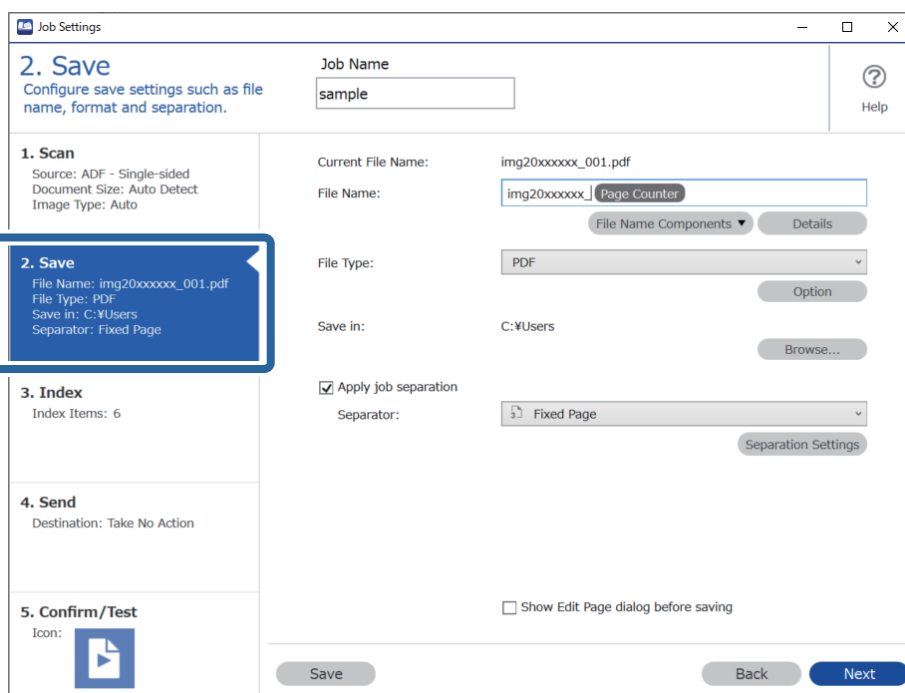 Job Settings
2. Save
Configure save settings such as file
name, format and separation.
Job Name
sample
Help
1. Scan
Source: ADF - Single-sided
Document Size: Auto Detect
Image Type: Auto
2. Save
File Name: img20xxxxxx_001.pdf
File Type: PDF
Save in: C:¥Users
Separator: Fixed Page
3. Index
Index Items: 6
4. Send
Destination: Take No Action
5. Confirm/Test
Icon:
Current File Name: img20xxxxxx_001.pdf
File Name: img20xxxxxx_ Page Counter
File Name Components ▼ Details
File Type: PDF
Option
Save in: C:¥Users
Browse...
Apply job separation
Separator: 3 Fixed Page
Separation Settings
Show Edit Page dialog before saving
Save Back Next